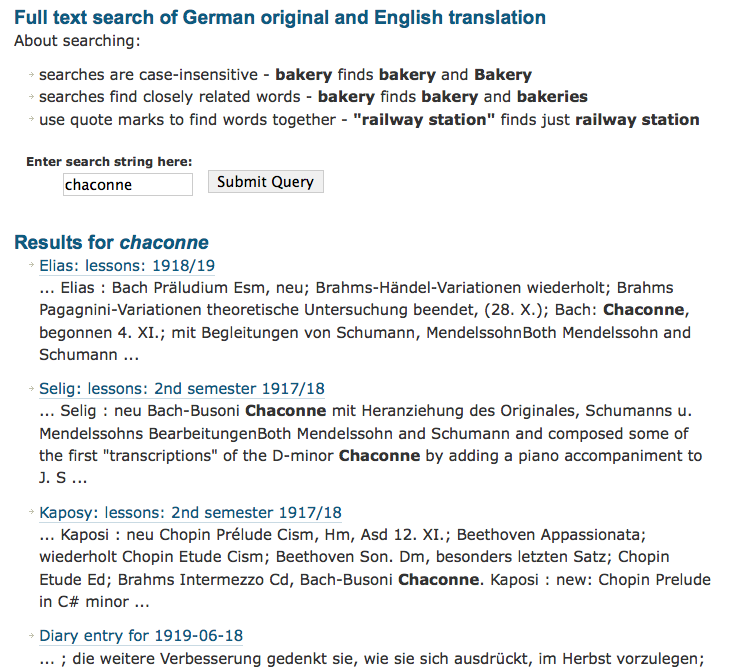 Full text search of German original and English translation
About searching:
searches are case-insensitive - bakery finds bakery and Bakery
searches find closely related words - bakery finds bakery and bakeries
use quote marks to find words together - "railway station" finds just railway station
Enter search string here:
chaconne Submit Query
Results for chaconne
Elias: lessons: 1918/19
... Elias : Bach Präludium Esm, neu; Brahms-Händel-Variationen wiederholt; Brahms
Pagagnini-Variationen theoretische Untersuchung beendet, (28. X.); Bach: Chaconne,
begonnen 4. XI.; mit Begleitungen von Schumann, MendelssohnBoth Mendelssohn and
Schumann ...
Selig: lessons: 2nd semester 1917/18
... Selig : neu Bach-Busoni Chaconne mit Heranziehung des Originales, Schumanns u.
Mendelssohns BearbeitungenBoth Mendelssohn and Schumann and composed some of
the first "transcriptions" of the D-minor Chaconne by adding a piano accompaniment to
J. S ...
Kaposy: lessons: 2nd semester 1917/18
... Kaposi : neu Chopin Prélude Cism, Hm, Asd 12. XI.; Beethoven Appassionata;
wiederholt Chopin Etude Cism; Beethoven Son. Dm, besonders letzten Satz; Chopin
Etude Ed; Brahms Intermezzo Cd, Bach-Busoni Chaconne. Kaposi : new: Chopin Prelude
in C# minor ...
Diary entry for 1919-06-18
... ; die weitere Verbesserung gedenkt sie, wie sie sich ausdrückt, im Herbst vorzulegen;